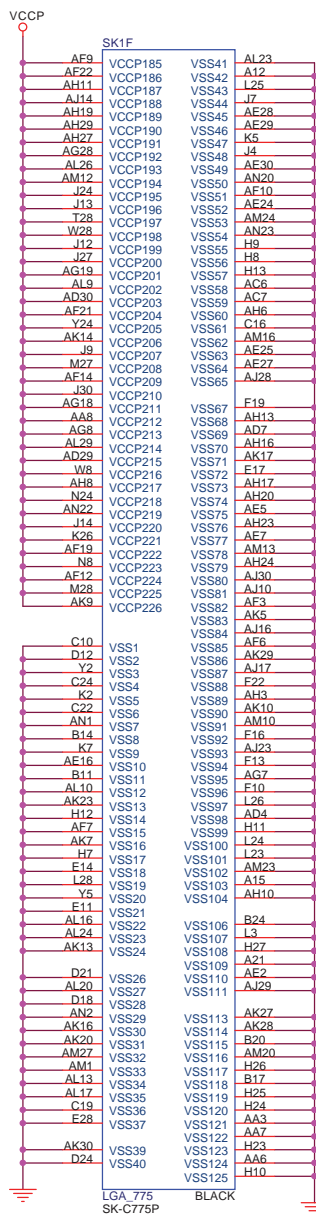 VCCP
SK1F
AF9 VCCP185 VSS41 AL23
AF22 VCCP186 VSS42 A12
AH11 VCCP187 VSS43 L25
AJ14 VCCP188 VSS44 J7
AH19 VCCP189 VSS45 AE28
AH29 VCCP190 VSS46 AE29
AH27 VCCP191 VSS47 K5
AG28 VCCP192 VSS48 J4
AL26 VCCP193 VSS49 AE30
AM12 VCCP194 VSS50 AN20
J24 VCCP195 VSS51 AF10
J13 VCCP196 VSS52 AE24
T28 VCCP197 VSS53 AM24
W28 VCCP198 VSS54 AN23
J12 VCCP199 VSS55 H9
J27 VCCP200 VSS56 H8
AG19 VCCP201 VSS57 H13
AL9 VCCP202 VSS58 AC6
AD30 VCCP203 VSS59 AC7
AF21 VCCP204 VSS60 AH6
Y24 VCCP205 VSS61 C16
AK14 VCCP206 VSS62 AM16
J9 VCCP207 VSS63 AE25
M27 VCCP208 VSS64 AE27
AF14 VCCP209 VSS65 AJ28
J30 VCCP210
AG18 VCCP211 VSS67 F19
AA8 VCCP212 VSS68 AH13
AG8 VCCP213 VSS69 AD7
AL29 VCCP214 VSS70 AH16
AD29 VCCP215 VSS71 AK17
W8 VCCP216 VSS72 E17
AH8 VCCP217 VSS73 AH17
N24 VCCP218 VSS74 AH20
AN22 VCCP219 VSS75 AE5
J14 VCCP220 VSS76 AH23
K26 VCCP221 VSS77 AE7
AF19 VCCP222 VSS78 AM13
N8 VCCP223 VSS79 AH24
AF12 VCCP224 VSS80 AJ30
M28 VCCP225 VSS81 AJ10
AK9 VCCP226 VSS82 AF3
VSS83 AK5
VSS84 AJ16
C10 VSS1 VSS85 AF6
D12 VSS2 VSS86 AK29
Y2 VSS3 VSS87 AJ17
C24 VSS4 VSS88 F22
K2 VSS5 VSS89 AH3
C22 VSS6 VSS90 AK10
AN1 VSS7 VSS91 AM10
B14 VSS8 VSS92 F16
K7 VSS9 VSS93 AJ23
AE16 VSS10 VSS94 F13
B11 VSS11 VSS95 AG7
AL10 VSS12 VSS96 F10
AK23 VSS13 VSS97 L26
H12 VSS14 VSS98 AD4
AF7 VSS15 VSS99 H11
AK7 VSS16 VSS100 L24
H7 VSS17 VSS101 L23
E14 VSS18 VSS102 AM23
L28 VSS19 VSS103 A15
Y5 VSS20 VSS104 AH10
E11 VSS21
AL16 VSS22 VSS106 B24
AL24 VSS23 VSS107 L3
AK13 VSS24 VSS108 H27
VSS109 A21
D21 VSS26 VSS110 AE2
AL20 VSS27 VSS111 AJ29
D18 VSS28
AN2 VSS29 VSS113 AK27
AK16 VSS30 VSS114 AK28
AK20 VSS31 VSS115 B20
AM27 VSS32 VSS116 AM20
AM1 VSS33 VSS117 H26
AL13 VSS34 VSS118 B17
AL17 VSS35 VSS119 H25
C19 VSS36 VSS120 H24
E28 VSS37 VSS121 AA3
VSS122 AA7
AK30 VSS39 VSS123 H23
D24 VSS40 VSS124 AA6
VSS125 H10
LGA_775 BLACK
SK-C775P